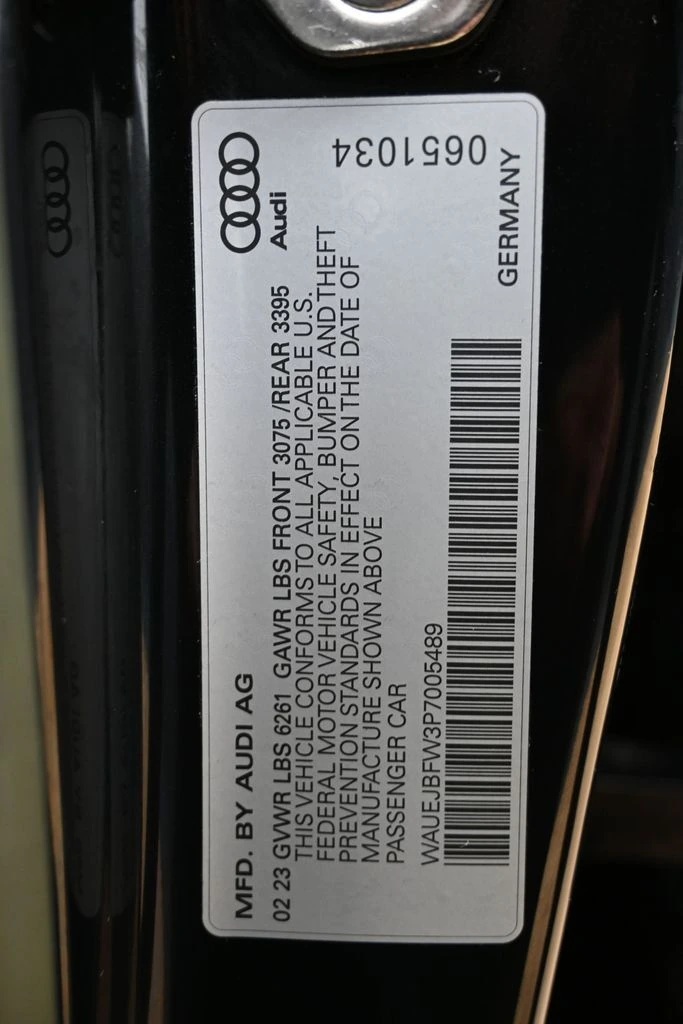 MFD. BY AUDI AG
Audi
02 23 GVWR LBS 6261 GAWR LBS FRONT 3075 /REAR 3395
THIS VEHICLE CONFORMS TO ALL APPLICABLE U.S.
FEDERAL MOTOR VEHICLE SAFETY, BUMPER AND THEFT
PREVENTION STANDARDS IN EFFECT ON THE DATE OF
MANUFACTURE SHOWN ABOVE
PASSENGER CAR
WAUEJBFW3P7005489
GERMANY
0651034